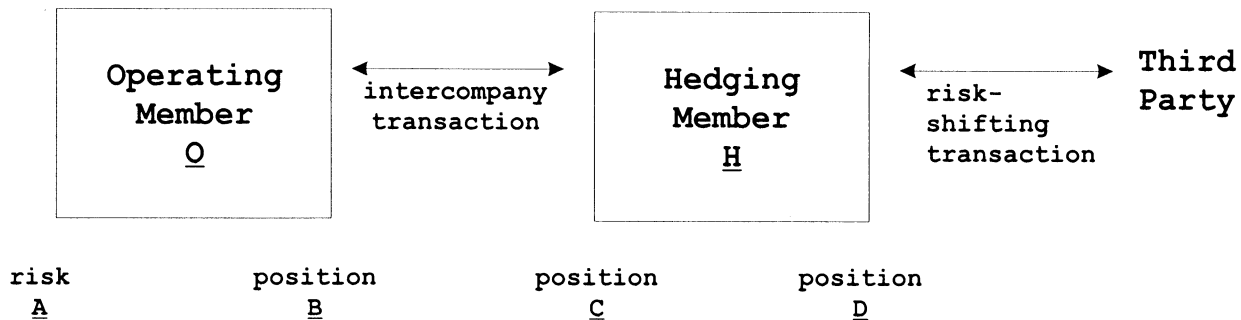 Operating
Member
O
intercompany
transaction
Hedging
Member
H
risk-
shifting
transaction
Third
Party
risk
A
position
B
position
C
position
D